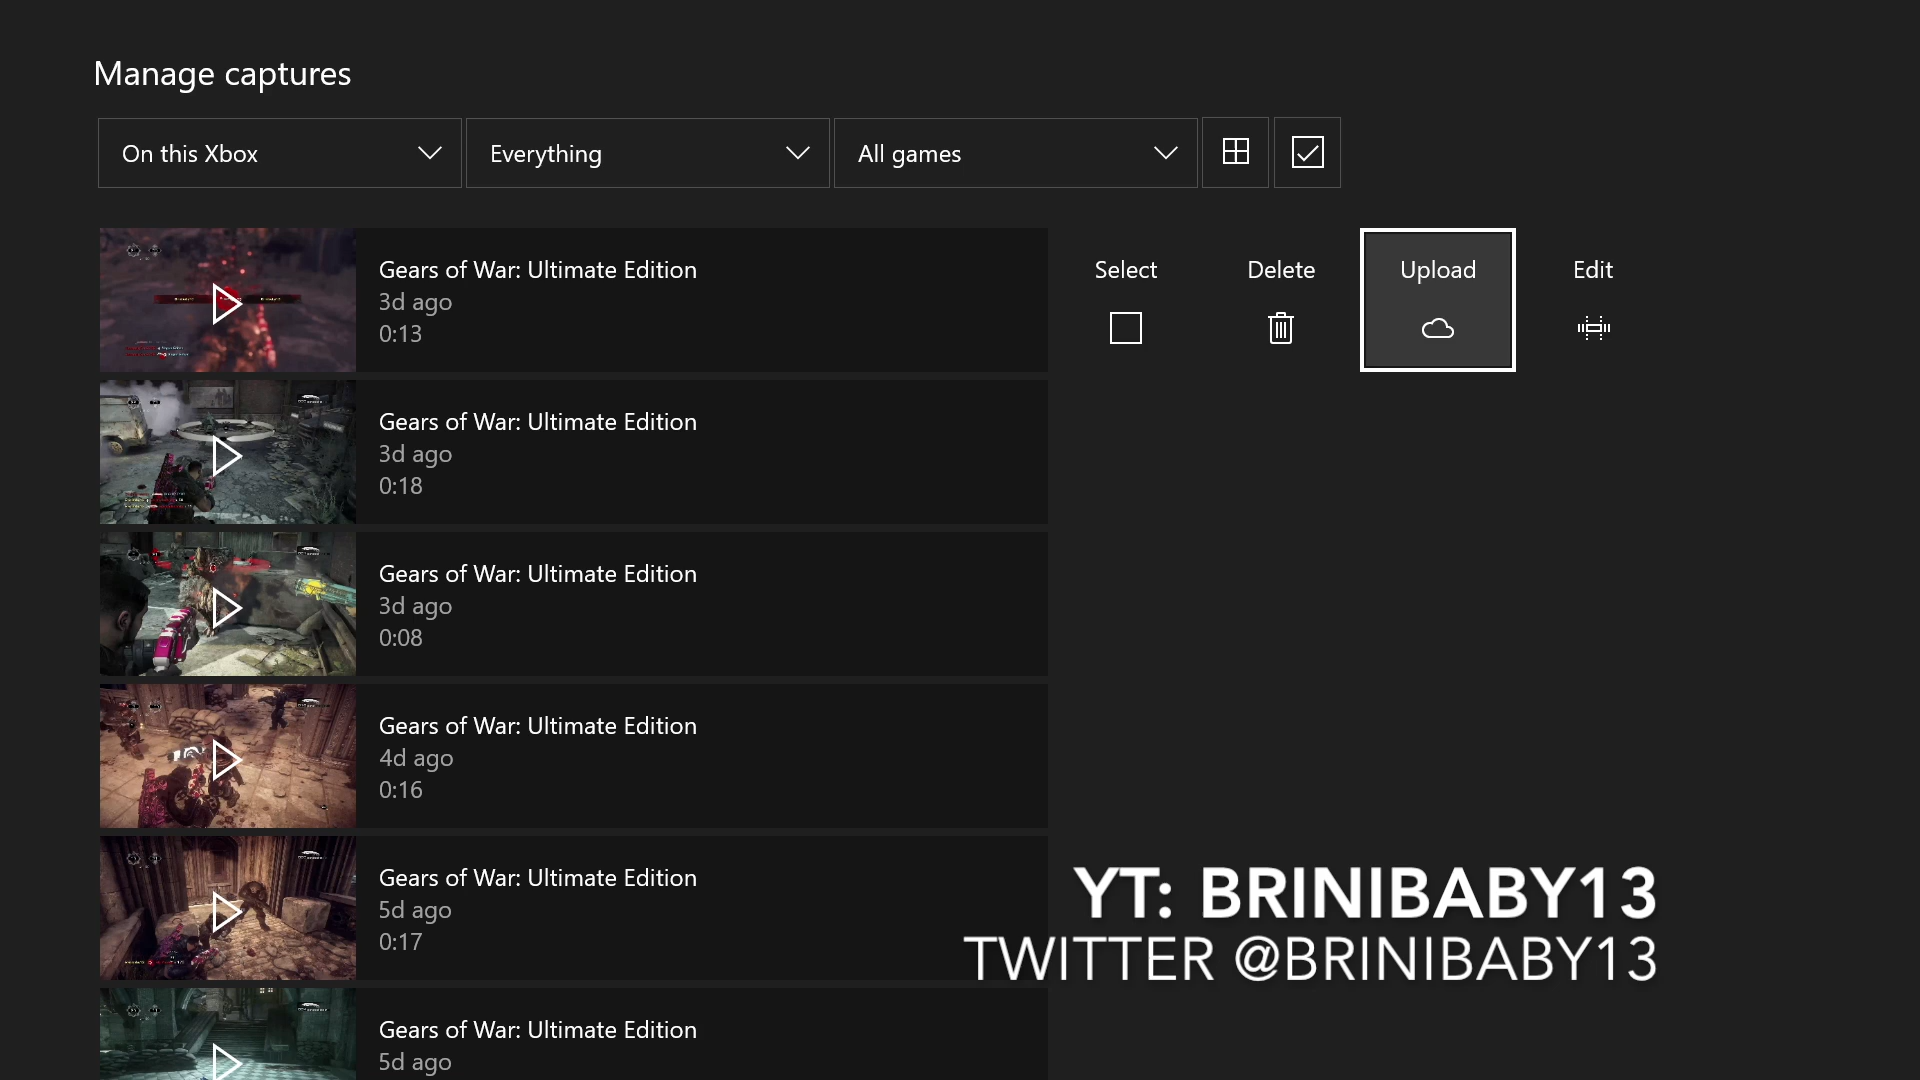 Manage captures
On this Xbox
Everything
All games
Gears of War: Ultimate Edition
3d ago
0:13
Select
Delete
Upload
Edit
Gears of War: Ultimate Edition
3d ago
0:18
Gears of War: Ultimate Edition
3d ago
0:08
Gears of War: Ultimate Edition
4d ago
0:16
Gears of War: Ultimate Edition
5d ago
0:17
Gears of War: Ultimate Edition
5d ago
YT: BRINIBABY13
TWITTER @BRINIBABY13